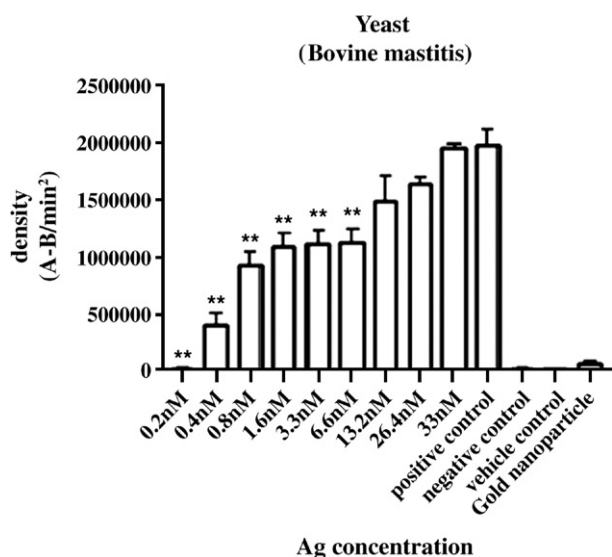 Yeast
(Bovine mastitis)
2500000
2000000
1500000
1000000
500000
0
density
(A-B/min²)
**
**
**
**
**
**
0.2nM
0.4nM
0.8nM
1.6nM
3.3nM
6.6nM
13.2nM
26.4nM
33nM
positive control
negative control
vehicle control
Gold nanoparticle
Ag concentration